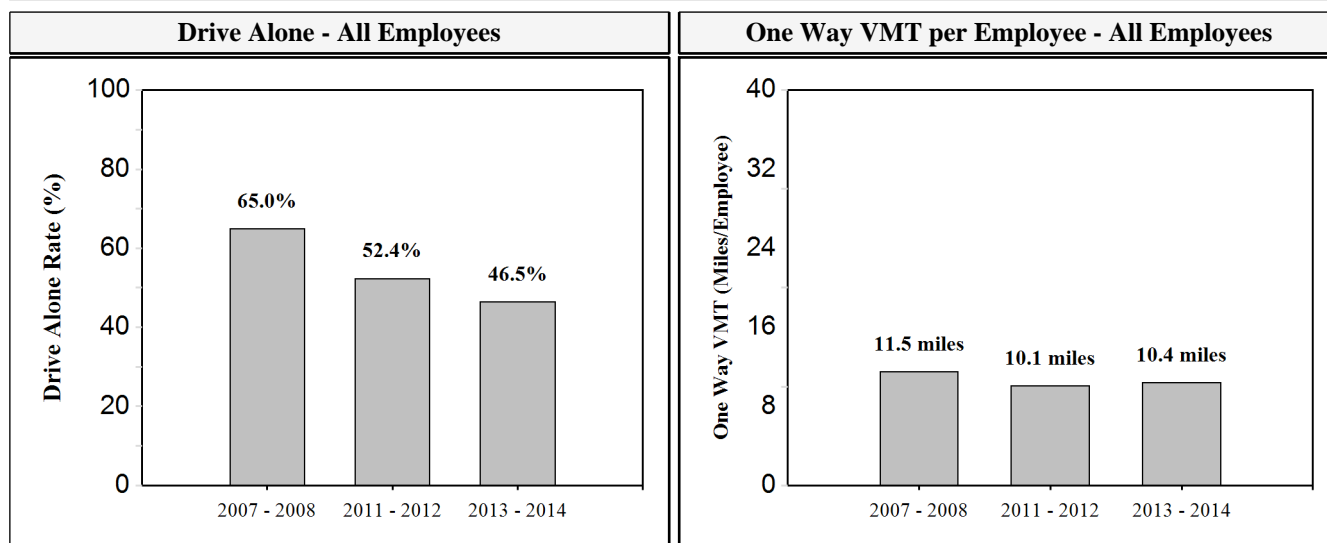 Drive Alone - All Employees
One Way VMT per Employee - All Employees
Drive Alone Rate (%)
100
80
60
40
20
0
65.0%
52.4%
46.5%
2007 - 2008
2011 - 2012
2013 - 2014
One Way VMT (Miles/Employee)
40
32
24
16
8
0
11.5 miles
10.1 miles
10.4 miles
2007 - 2008
2011 - 2012
2013 - 2014